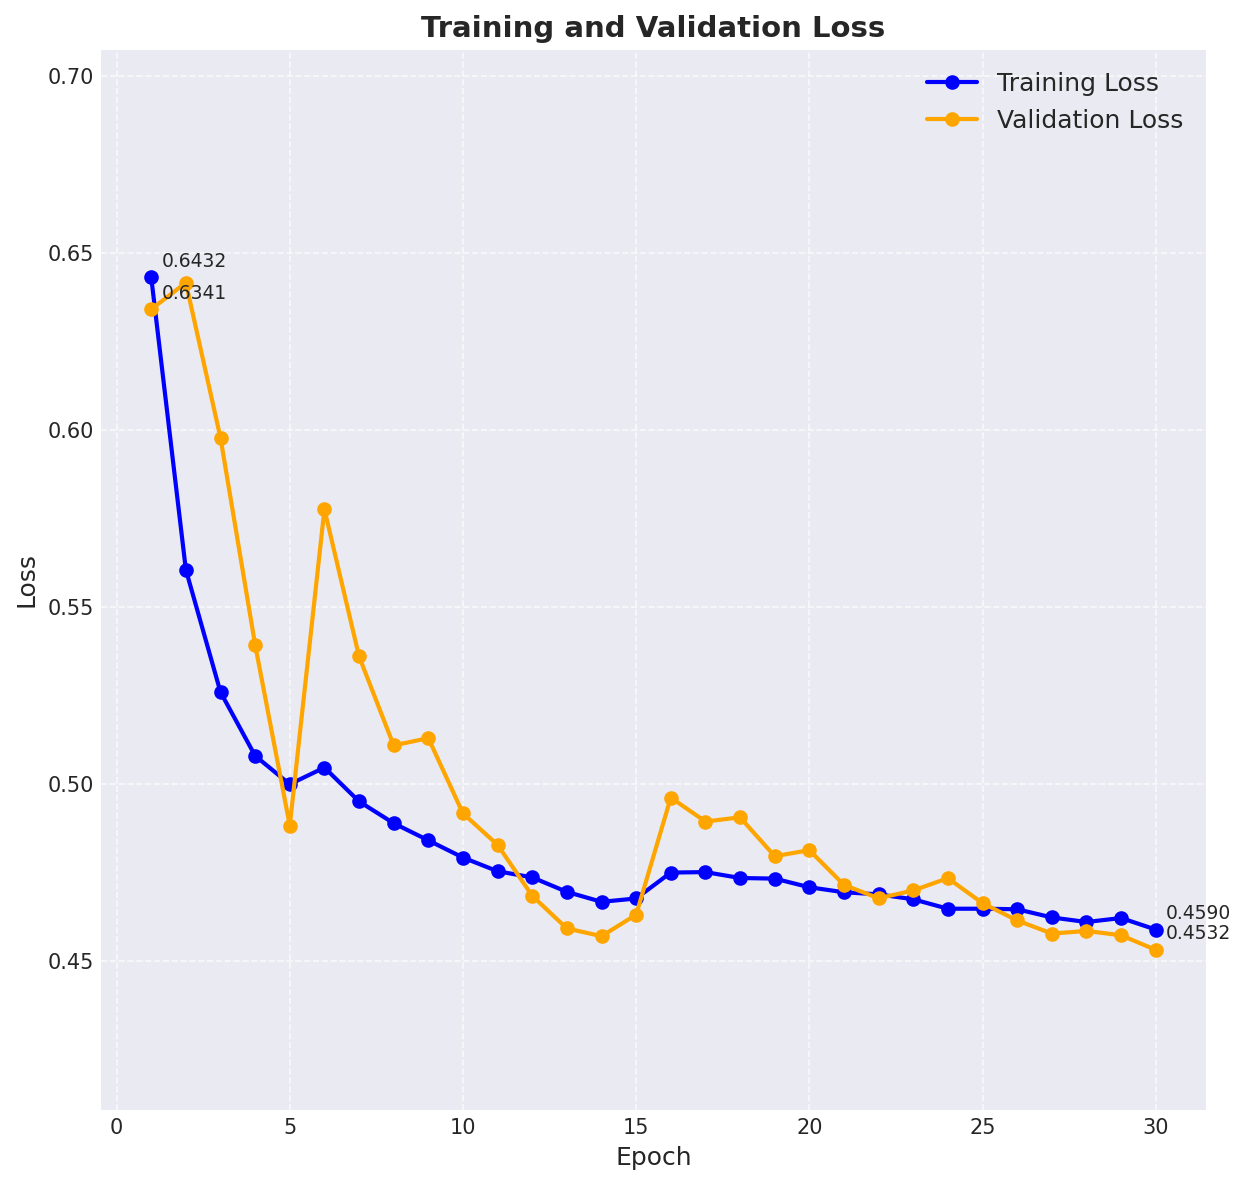 Training and Validation Loss
Training Loss
Validation Loss
0.70
0.65
0.60
0.55
0.50
0.45
Loss
0.6432
0.6341
0.4590
0.4532
0 5 10 15 20 25 30
Epoch